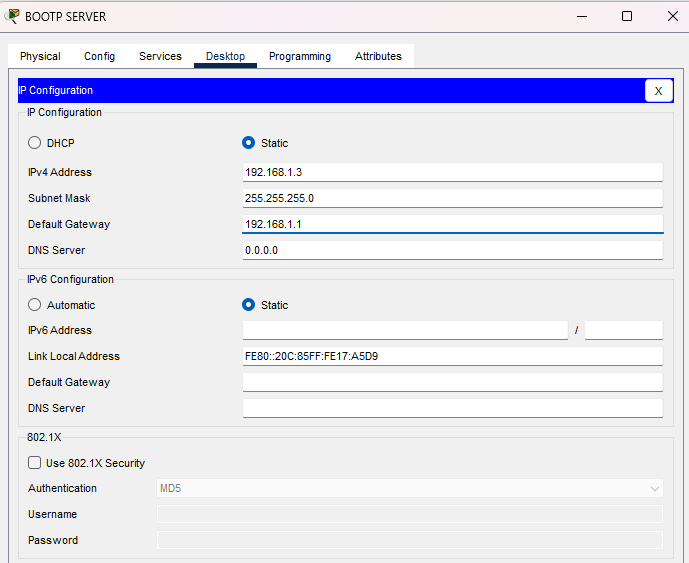 BOOTP SERVER
Physical Config Services Desktop Programming Attributes
IP Configuration X
IP Configuration
DHCP Static
IPv4 Address 192.168.1.3
Subnet Mask 255.255.255.0
Default Gateway 192.168.1.1
DNS Server 0.0.0.0
IPv6 Configuration
Automatic Static
IPv6 Address /
Link Local Address FE80::20C:85FF:FE17:A5D9
Default Gateway
DNS Server
802.1X
Use 802.1X Security
Authentication MD5
Username
Password